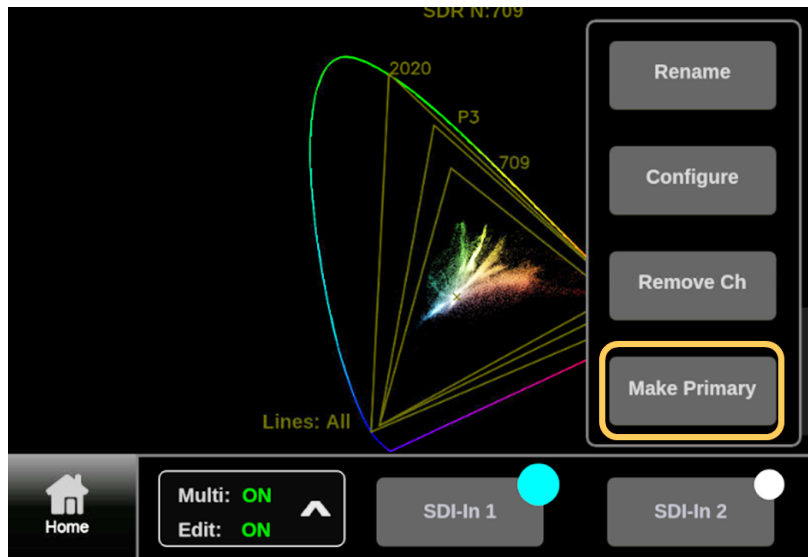 SDR N:709
2020
P3
709
Lines: All
Rename
Configure
Remove Ch
Make Primary
Home
Multi: ON
Edit: ON
SDI-In 1
SDI-In 2